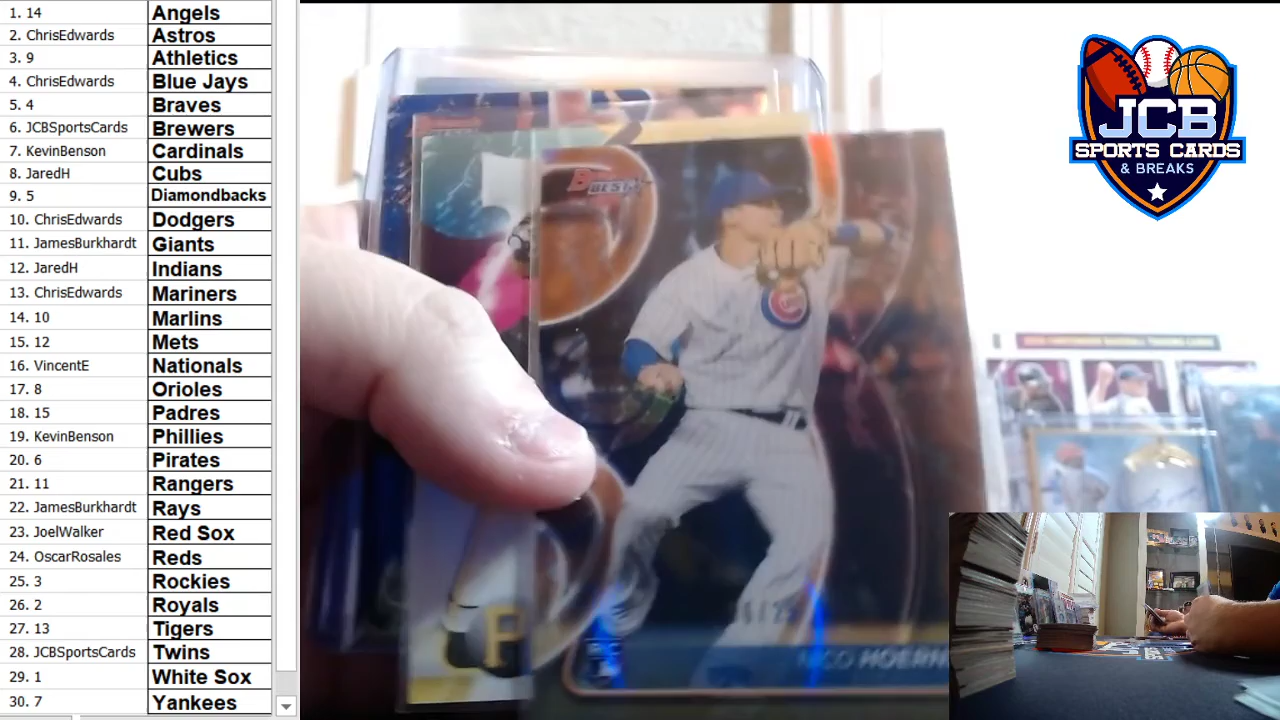 1. 14 Angels
2. ChrisEdwards Astros
3. 9 Athletics
4. ChrisEdwards Blue Jays
5. 4 Braves
6. JCBSportsCards Brewers
7. KevinBenson Cardinals
8. JaredH Cubs
9. 5 Diamondbacks
10. ChrisEdwards Dodgers
11. JamesBurkhardt Giants
12. JaredH Indians
13. ChrisEdwards Mariners
14. 10 Marlins
15. 12 Mets
16. VincentE Nationals
17. 8 Orioles
18. 15 Padres
19. KevinBenson Phillies
20. 6 Pirates
21. 11 Rangers
22. JamesBurkhardt Rays
23. JoelWalker Red Sox
24. OscarRosales Reds
25. 3 Rockies
26. 2 Royals
27. 13 Tigers
28. JCBSportsCards Twins
29. 1 White Sox
30. 7 Yankees
BEST
RC
JCB
SPORTS CARDS
& BREAKS